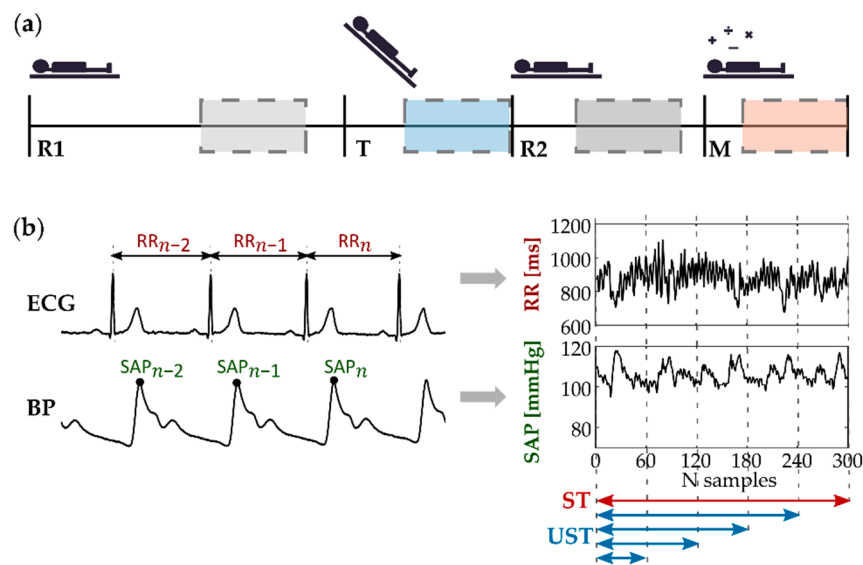 (a)
+ ÷ ×
−
R1 T R2 M
(b)
RRn−2 RRn−1 RRn
ECG
SAPn−2 SAPn−1 SAPn
BP
RR [ms]
1200
1000
800
600
SAP [mmHg]
120
100
80
0 60 120 180 240 300
N samples
ST
UST